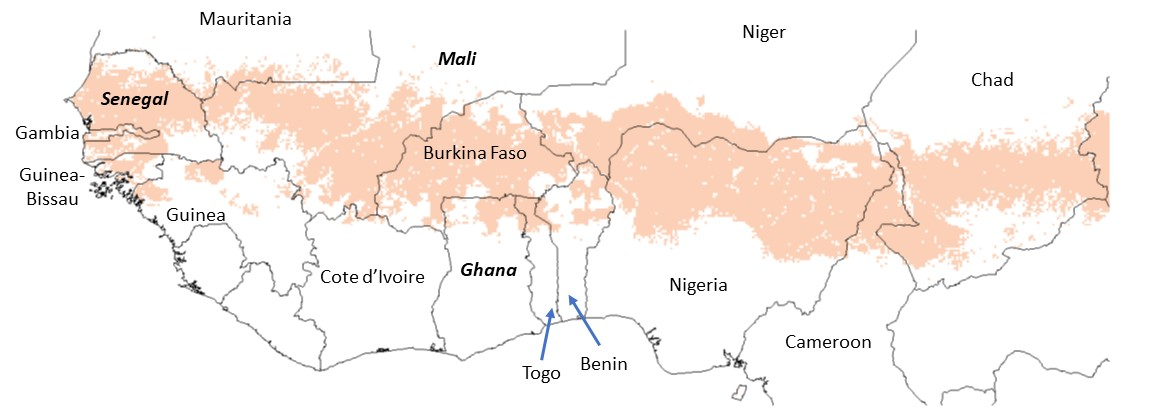 Mauritania
Niger
Mali
Chad
Senegal
Gambia
Burkina Faso
Guinea-
Bissau
Guinea
Cote d’Ivoire
Ghana
Nigeria
Cameroon
Togo
Benin